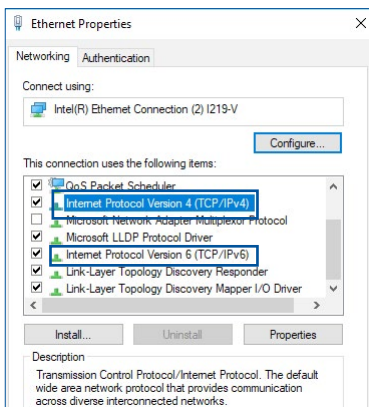 Ethernet Properties
Networking Authentication
Connect using:
Intel(R) Ethernet Connection (2) I219-V
Configure...
This connection uses the following items:
QoS Packet Scheduler
Internet Protocol Version 4 (TCP/IPv4)
Microsoft Network Adapter Multiplexor Protocol
Microsoft LLDP Protocol Driver
Internet Protocol Version 6 (TCP/IPv6)
Link-Layer Topology Discovery Responder
Link-Layer Topology Discovery Mapper I/O Driver
Install... Uninstall Properties
Description
Transmission Control Protocol/Internet Protocol. The default
wide area network protocol that provides communication
across diverse interconnected networks.